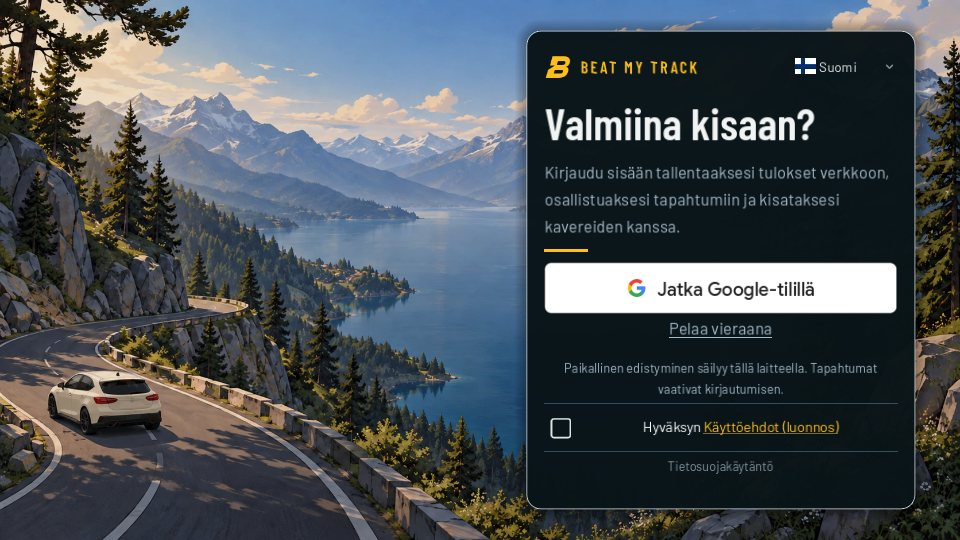 BEAT MY TRACK
Suomi
Valmiina kisaan?
Kirjaudu sisään tallentaaksesi tulokset verkkoon,
osallistuaksesi tapahtumiin ja kisataksesi
kavereiden kanssa.
Jatka Google-tilillä
Pelaa vieraana
Paikallinen edistyminen säilyy tällä laitteella. Tapahtumat
vaativat kirjautumisen.
Hyväksyn Käyttöehdot (luonnos)
Tietosuojakäytäntö